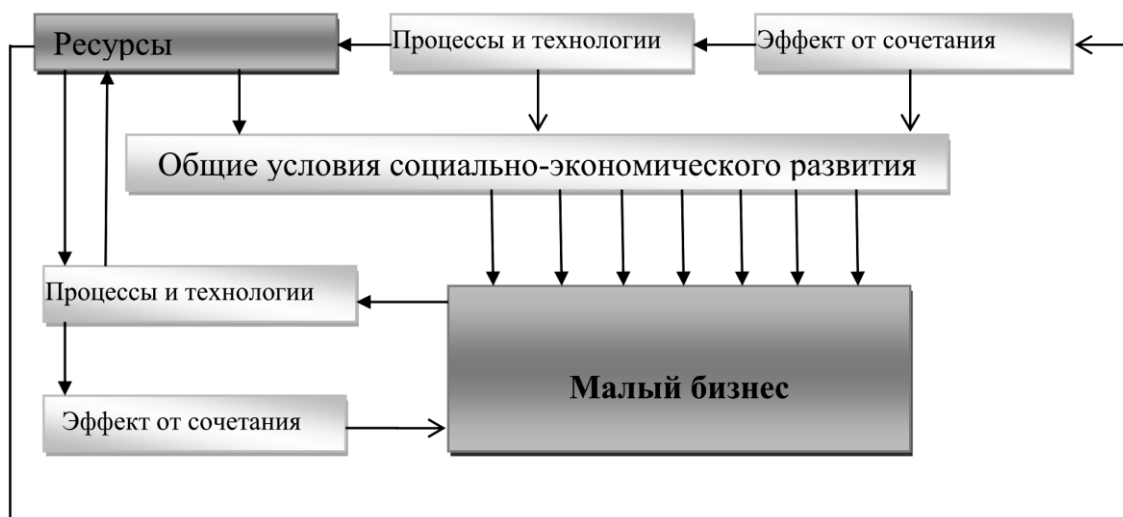 Ресурсы
Процессы и технологии
Эффект от сочетания
Общие условия социально-экономического развития
Процессы и технологии
Малый бизнес
Эффект от сочетания